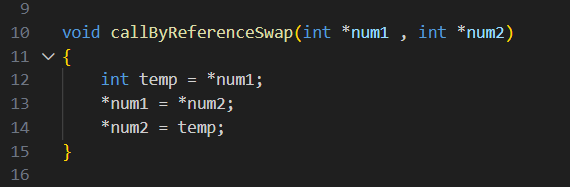 9
10 void callByReferenceSwap(int *num1 , int *num2)
11 {
12 int temp = *num1;
13 *num1 = *num2;
14 *num2 = temp;
15 }
16